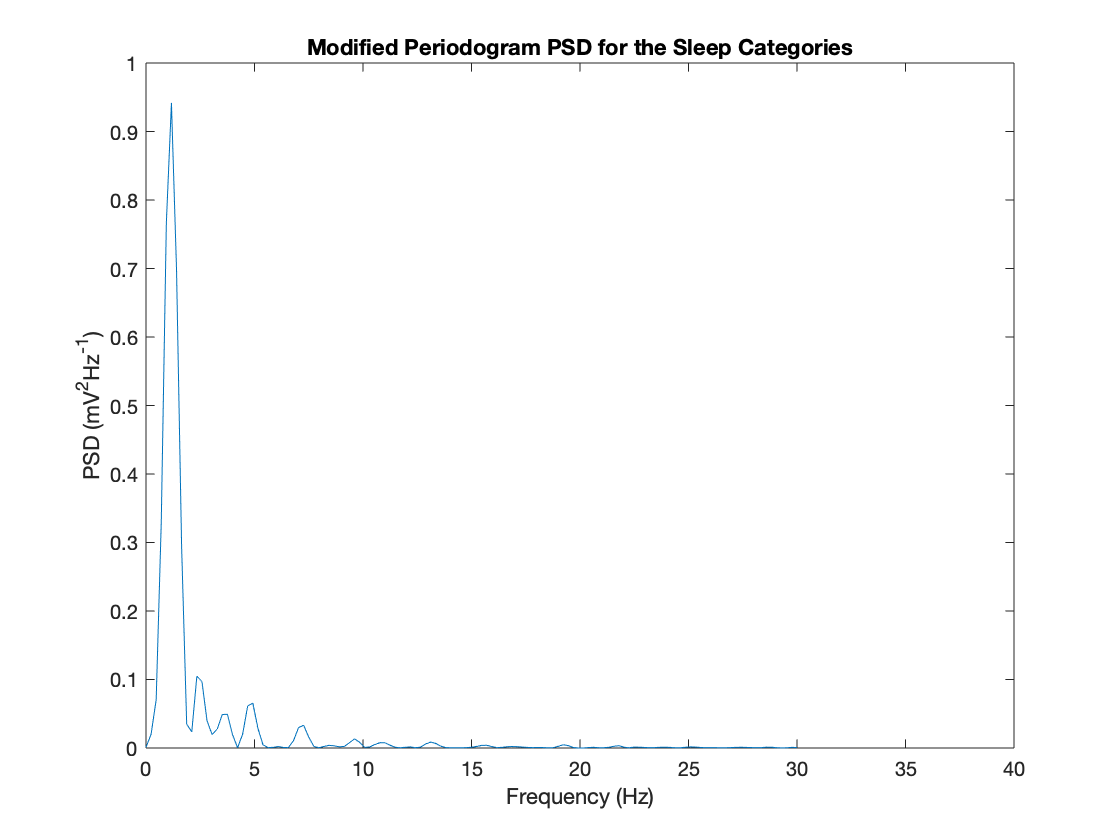 Modified Periodogram PSD for the Sleep Categories
1
0.9
0.8
0.7
0.6
0.5
0.4
0.3
0.2
0.1
0
PSD (mV²Hz⁻¹)
0 5 10 15 20 25 30 35 40
Frequency (Hz)